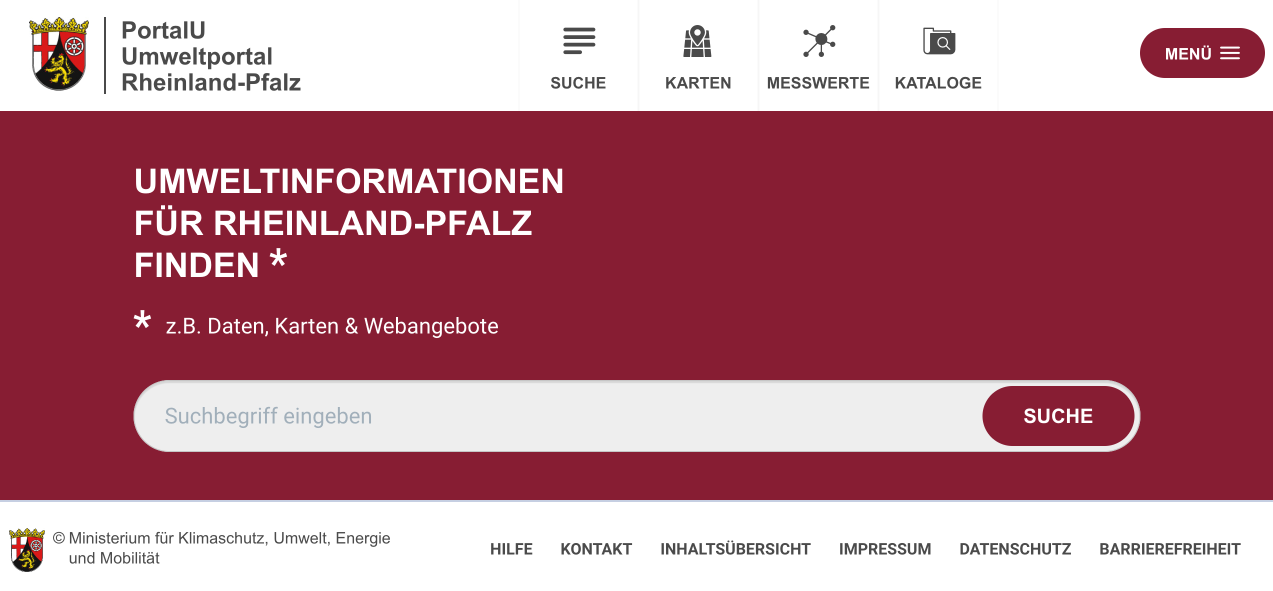 PortalU
Umweltportal
Rheinland-Pfalz
SUCHE
KARTEN
MESSWERTE
KATALOGE
MENÜ
UMWELTINFORMATIONEN
FÜR RHEINLAND-PFALZ
FINDEN *
* z.B. Daten, Karten & Webangebote
Suchbegriff eingeben
SUCHE
© Ministerium für Klimaschutz, Umwelt, Energie
und Mobilität
HILFE
KONTAKT
INHALTSÜBERSICHT
IMPRESSUM
DATENSCHUTZ
BARRIEREFREIHEIT